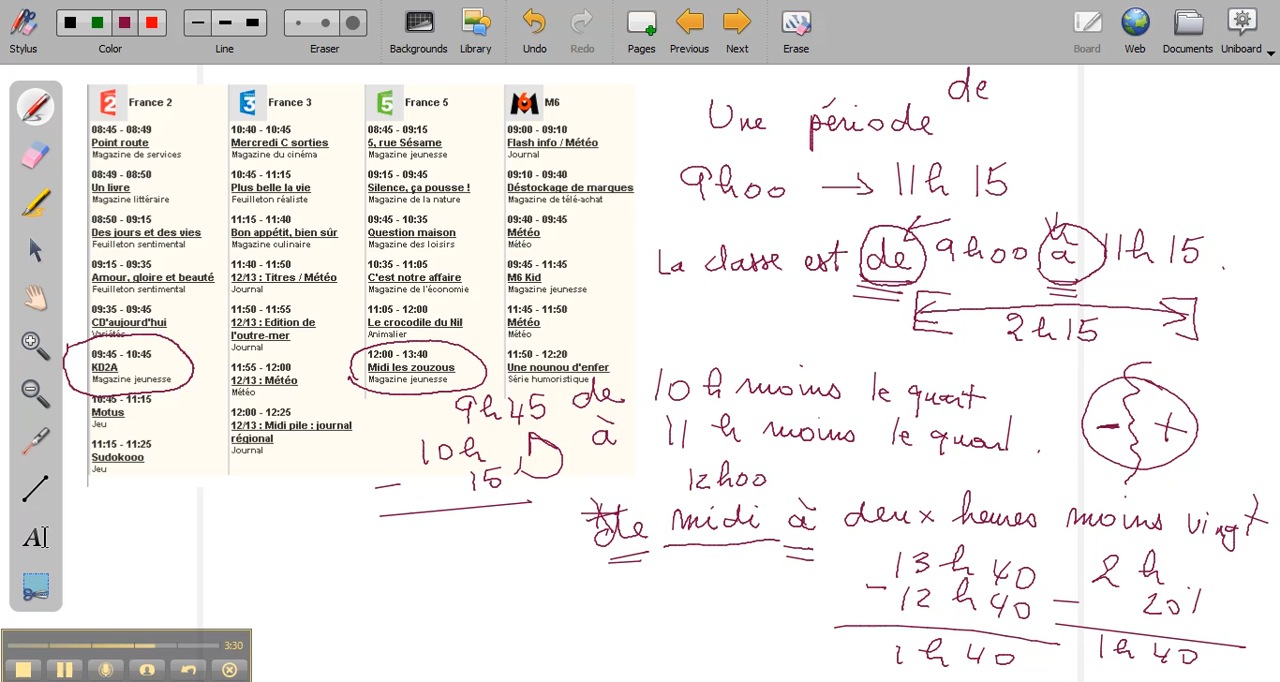 Stylus
Color
Line
Eraser
Backgrounds
Library
Undo
Redo
Pages
Previous
Next
Erase
Board
Web
Documents
Uniboard
2 France 2
08:45 - 08:49
Point route
Magazine de services
08:49 - 08:50
Un livre
Magazine littéraire
08:50 - 09:15
Des jours et des vies
Feuilleton sentimental
09:15 - 09:35
Amour, gloire et beauté
Feuilleton sentimental
09:35 - 09:45
CD'aujourd'hui
Variétés
09:45 - 10:45
KD2A
Magazine jeunesse
10:45 - 11:15
Motus
Jeu
11:15 - 11:25
Sudokooo
Jeu
3 France 3
10:40 - 10:45
Mercredi C sorties
Magazine du cinéma
10:45 - 11:15
Plus belle la vie
Feuilleton réaliste
11:15 - 11:40
Bon appétit, bien sûr
Magazine culinaire
11:40 - 11:50
12/13 : Titres / Météo
Journal
11:50 - 11:55
12/13 : Edition de
l'outre-mer
Journal
11:55 - 12:00
12/13 : Météo
Météo
12:00 - 12:25
12/13 : Midi pile : journal
régional
Journal
5 France 5
08:45 - 09:15
5, rue Sésame
Magazine jeunesse
09:15 - 09:45
Silence, ça pousse !
Magazine de la nature
09:45 - 10:35
Question maison
Magazine des loisirs
10:35 - 11:05
C'est notre affaire
Magazine de l'économie
11:05 - 12:00
Le crocodile du Nil
Animalier
12:00 - 13:40
Midi les zouzous
Magazine jeunesse
M6 M6
09:00 - 09:10
Flash info / Météo
Journal
09:10 - 09:40
Déstockage de marques
Magazine de télé-achat
09:40 - 09:45
Météo
Météo
09:45 - 11:45
M6 Kid
Magazine jeunesse
11:45 - 11:50
Météo
Météo
11:50 - 12:20
Une nounou d'enfer
Série humoristique
de
Une période
9h00 → 11h 15
La classe est de 9h00 à 11h 15.
2 h 15
9h 45 de
10h à
- 15
10 h moins le quart
11 h moins le quart.
- +
12h00
de midi à deux heures moins vingt
13 h 40
- 12 h 40
1 h 40
2 h
- 20
1h 40
3:30